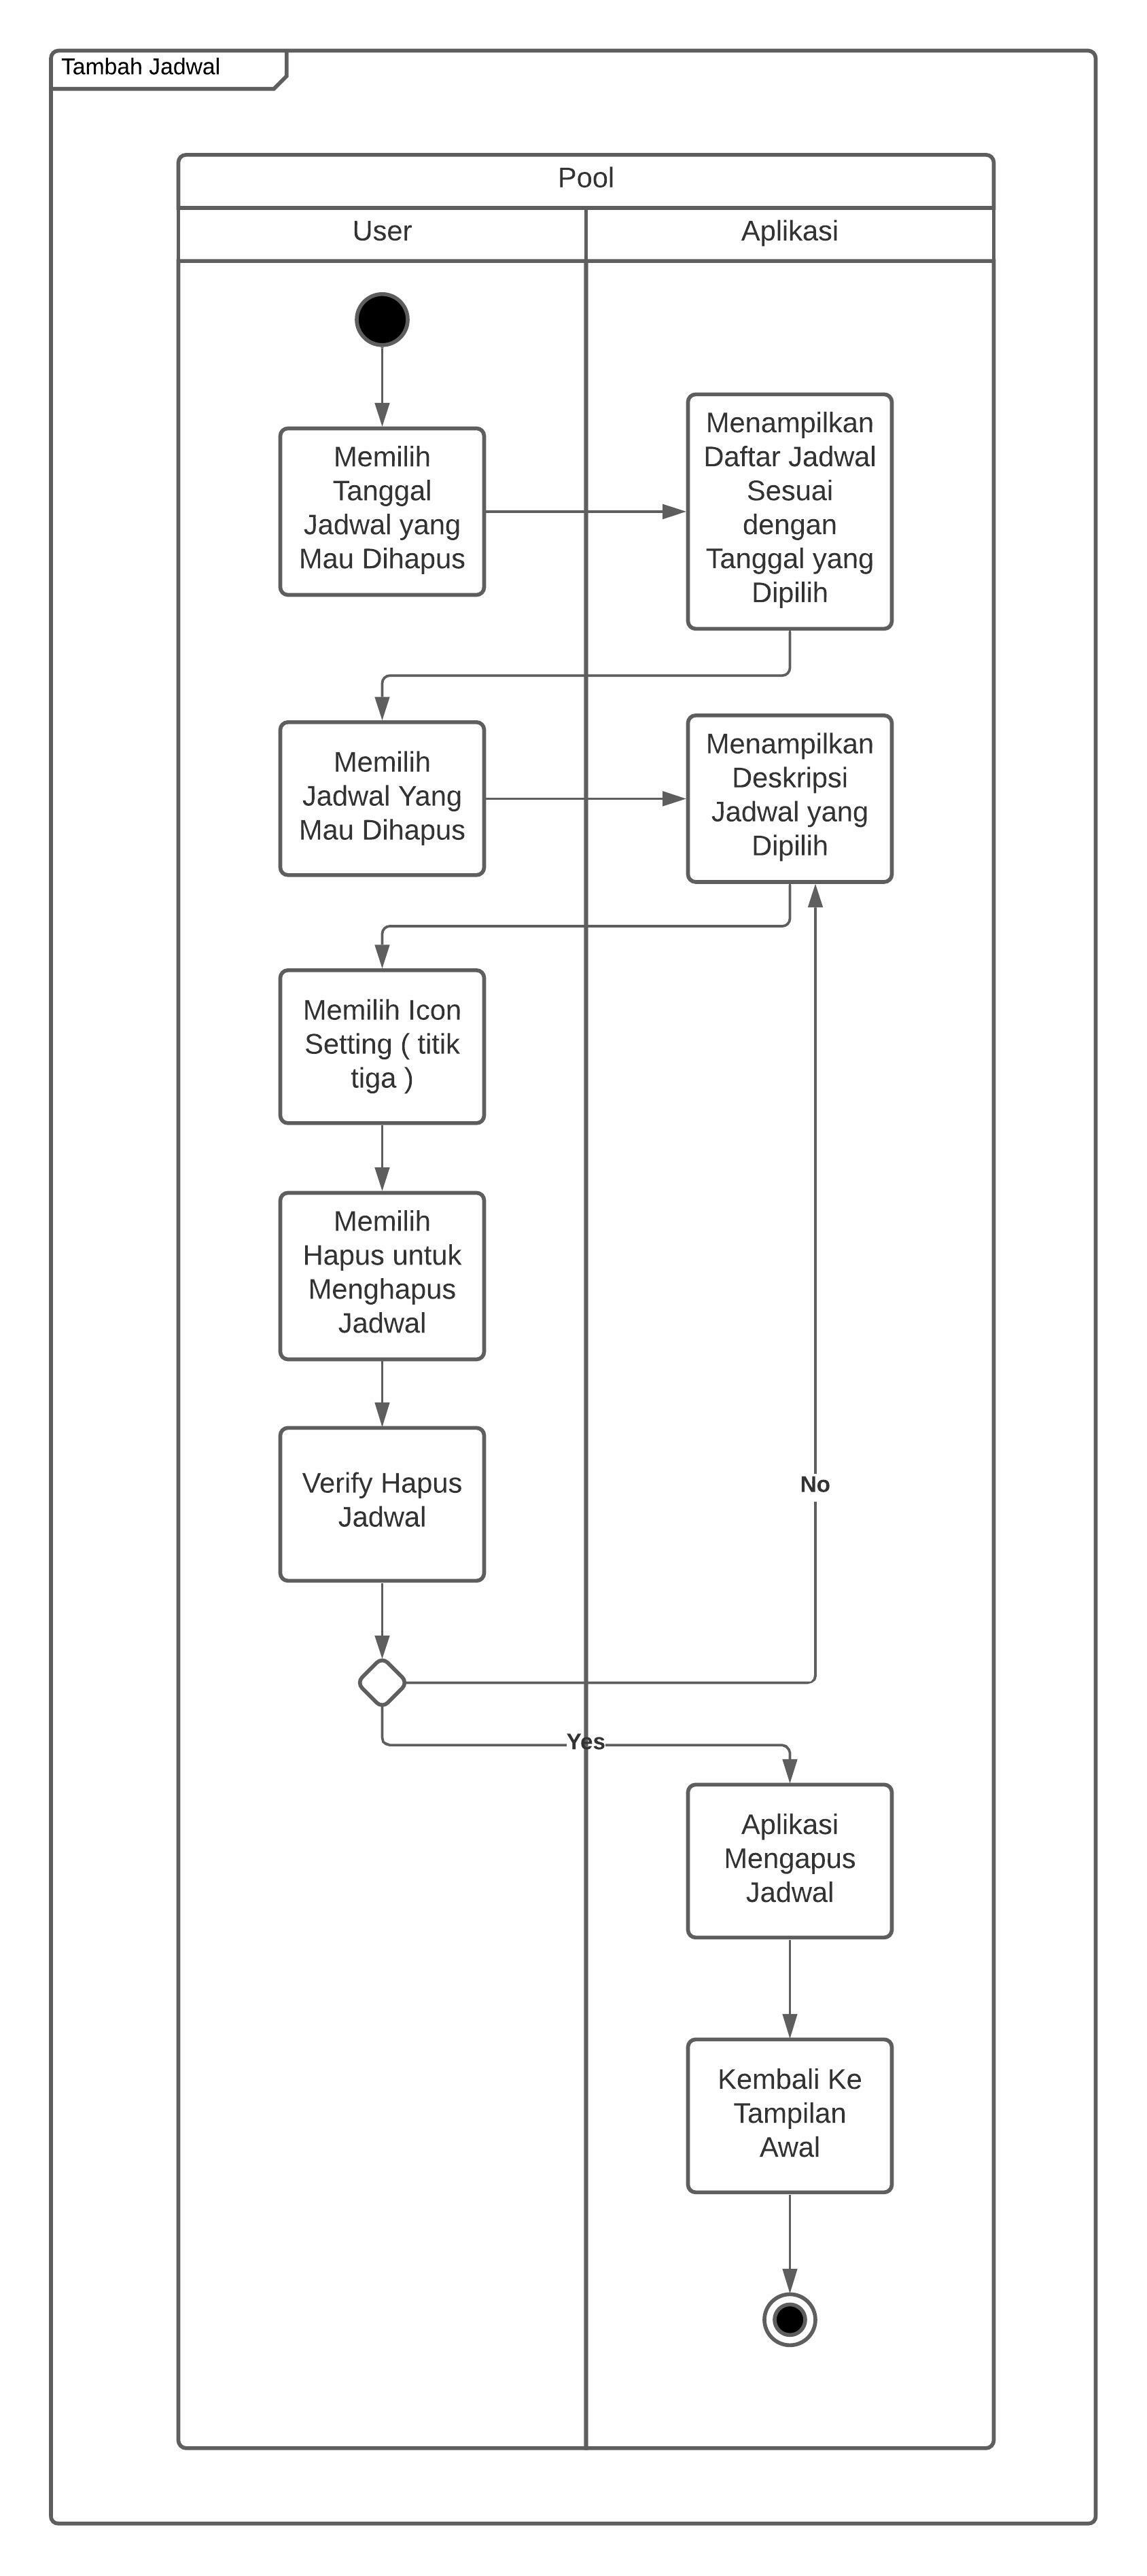 Tambah Jadwal
Pool
User
Aplikasi
Memilih
Tanggal
Jadwal yang
Mau Dihapus
Menampilkan
Daftar Jadwal
Sesuai
dengan
Tanggal yang
Dipilih
Memilih
Jadwal Yang
Mau Dihapus
Menampilkan
Deskripsi
Jadwal yang
Dipilih
Memilih Icon
Setting ( titik
tiga )
Memilih
Hapus untuk
Menghapus
Jadwal
Verify Hapus
Jadwal
No
Yes
Aplikasi
Mengapus
Jadwal
Kembali Ke
Tampilan
Awal